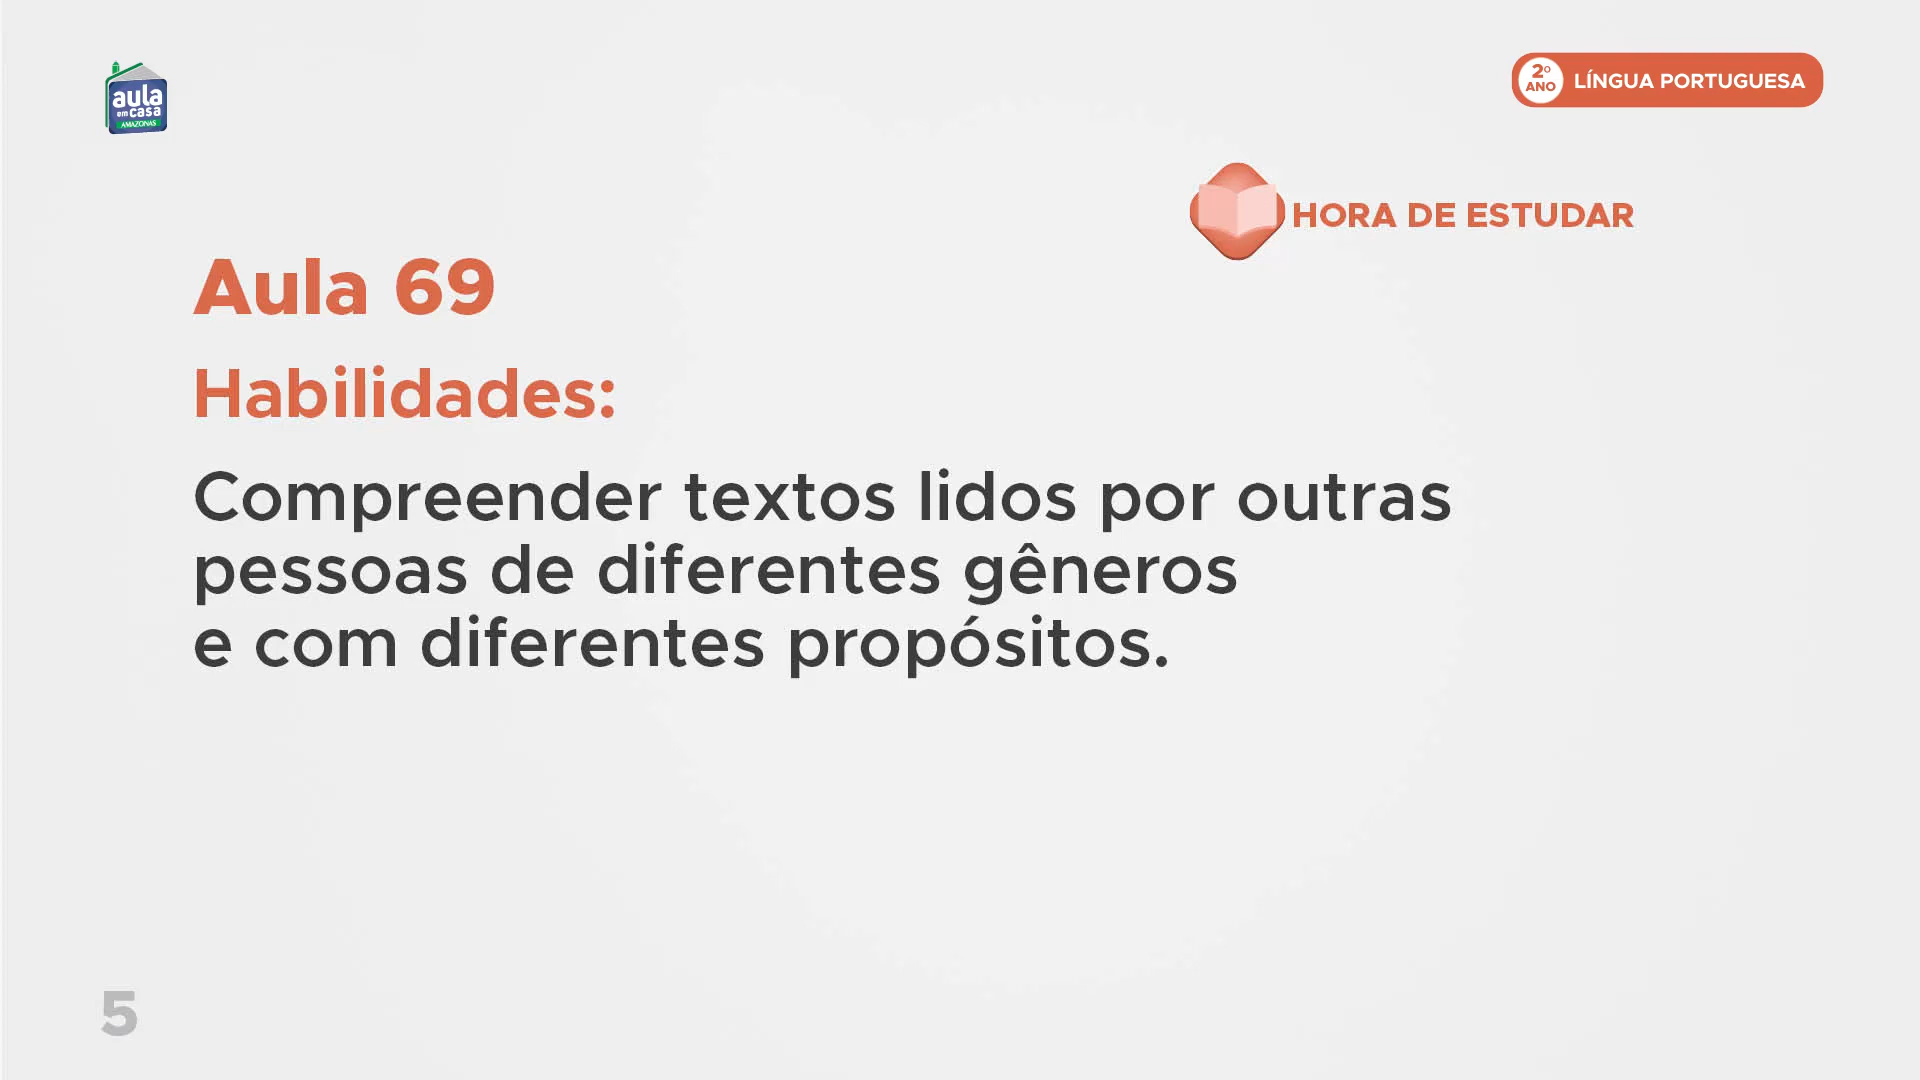 aula
em casa
AMAZONAS
2º
ANO
LÍNGUA PORTUGUESA
HORA DE ESTUDAR
Aula 69
Habilidades:
Compreender textos lidos por outras
pessoas de diferentes gêneros
e com diferentes propósitos.
5